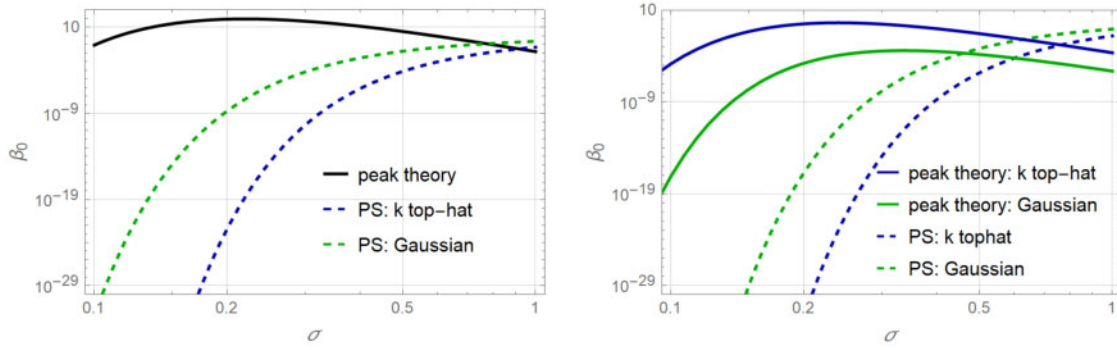 10
10^-9
10^-19
10^-29
β0
peak theory
PS: k top-hat
PS: Gaussian
0.1
0.2
0.5
1
σ
10
10^-9
10^-19
10^-29
β0
peak theory: k top-hat
peak theory: Gaussian
PS: k tophat
PS: Gaussian
0.1
0.2
0.5
1
σ